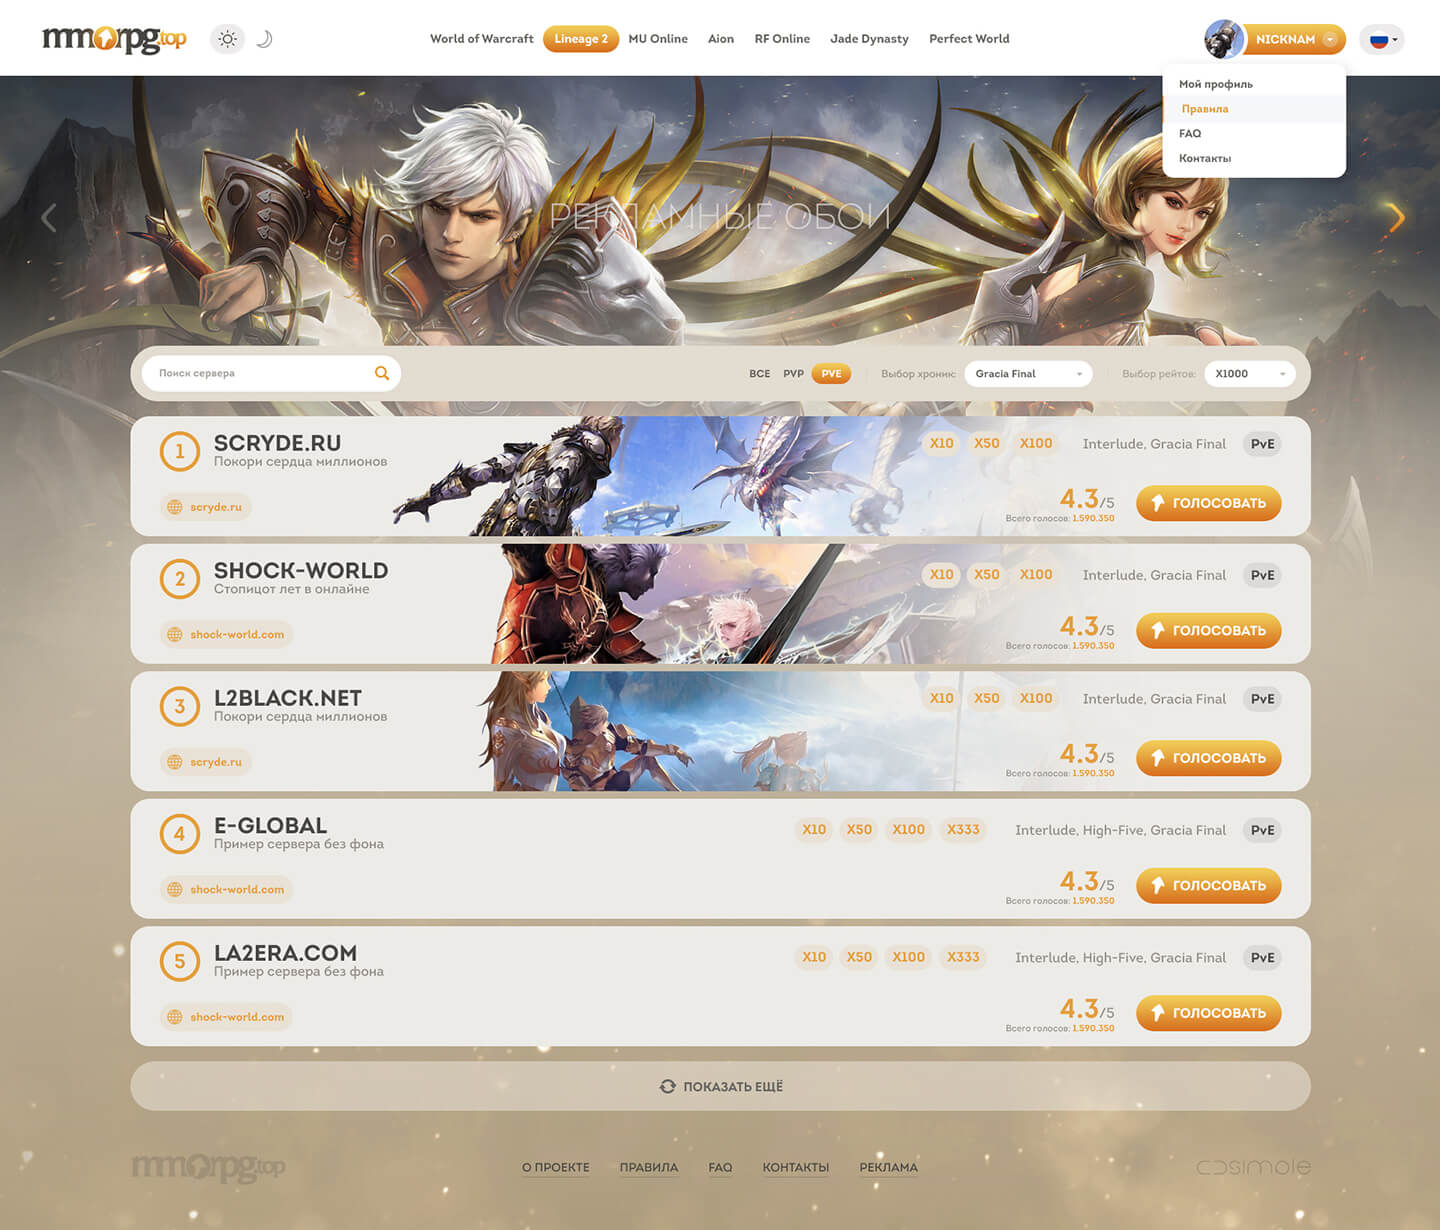 mmorpg.top
World of Warcraft
Lineage 2
MU Online
Aion
RF Online
Jade Dynasty
Perfect World
NICKNAM
Мой профиль
Правила
FAQ
Контакты
РЕКЛАМНЫЕ ОБОИ
Поиск сервера
ВСЕ
PVP
PVE
Выбор хроник:
Gracia Final
Выбор рейтов:
X1000
1
SCRYDE.RU
Покори сердца миллионов
scryde.ru
X10 X50 X100
Interlude, Gracia Final
PvE
4.3/5
Всего голосов: 1.590.350
ГОЛОСОВАТЬ
2
SHOCK-WORLD
Стопицот лет в онлайне
shock-world.com
X10 X50 X100
Interlude, Gracia Final
PvE
4.3/5
Всего голосов: 1.590.350
ГОЛОСОВАТЬ
3
L2BLACK.NET
Покори сердца миллионов
scryde.ru
X10 X50 X100
Interlude, Gracia Final
PvE
4.3/5
Всего голосов: 1.590.350
ГОЛОСОВАТЬ
4
E-GLOBAL
Пример сервера без фона
shock-world.com
X10 X50 X100 X333
Interlude, High-Five, Gracia Final
PvE
4.3/5
Всего голосов: 1.590.350
ГОЛОСОВАТЬ
5
LA2ERA.COM
Пример сервера без фона
shock-world.com
X10 X50 X100 X333
Interlude, High-Five, Gracia Final
PvE
4.3/5
Всего голосов: 1.590.350
ГОЛОСОВАТЬ
ПОКАЗАТЬ ЕЩЁ
mmorpg.top
О ПРОЕКТЕ
ПРАВИЛА
FAQ
КОНТАКТЫ
РЕКЛАМА